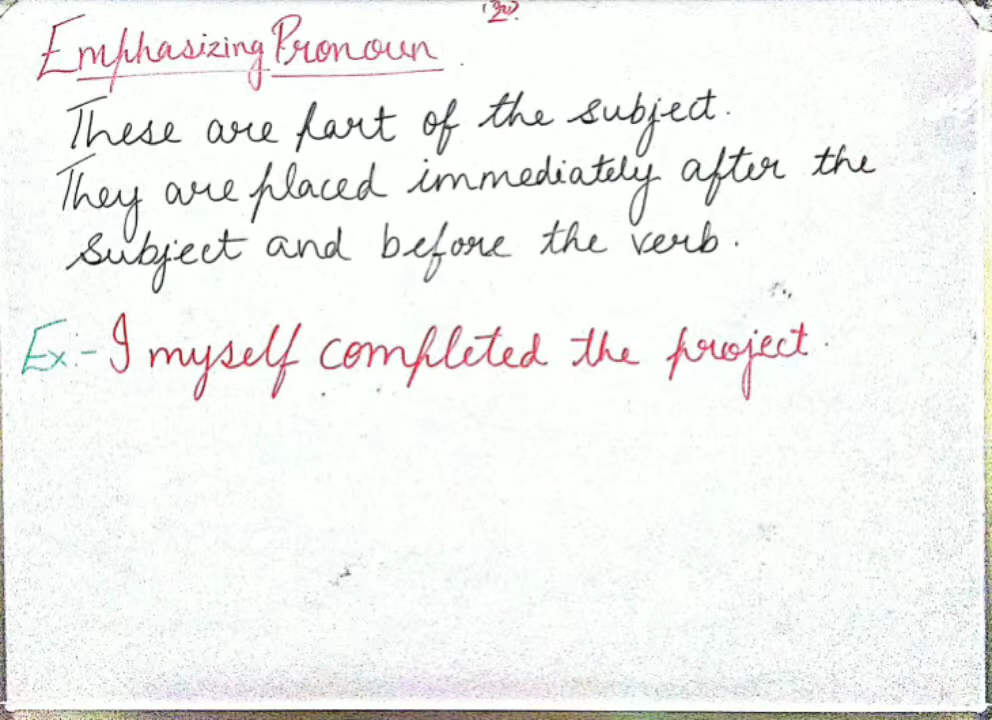 Emphasizing Pronoun
These are part of the subject.
They are placed immediately after the
subject and before the verb.
Ex:- I myself completed the project.